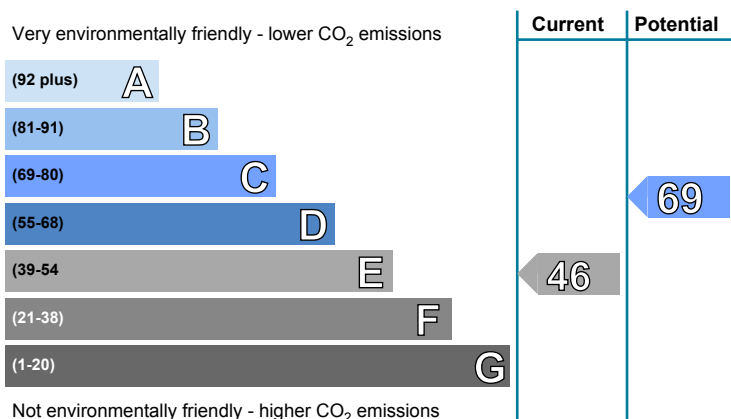 Very environmentally friendly - lower CO₂ emissions
Current Potential
(92 plus) A
(81-91) B
(69-80) C
69
(55-68) D
(39-54 E
46
(21-38) F
(1-20) G
Not environmentally friendly - higher CO₂ emissions